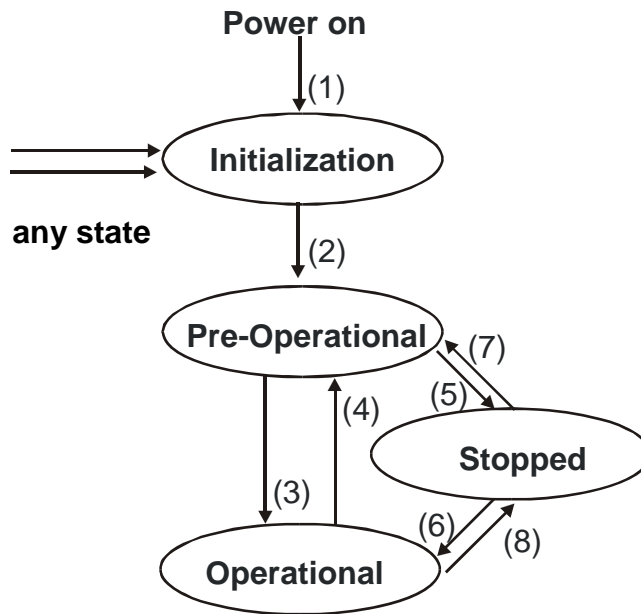 Power on
(1)
Initialization
any state
(2)
Pre-Operational
(7)
(5)
(4)
Stopped
(3)
(6)
(8)
Operational